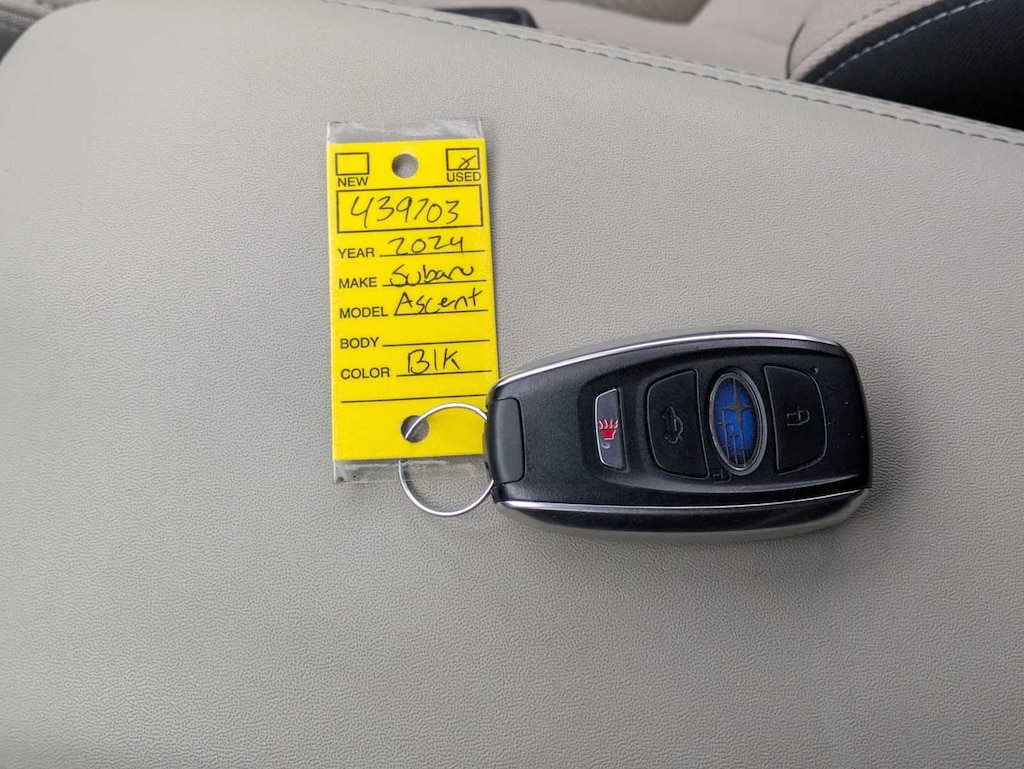 NEW USED
439703
YEAR 2024
MAKE Subaru
MODEL Ascent
BODY
COLOR Blk